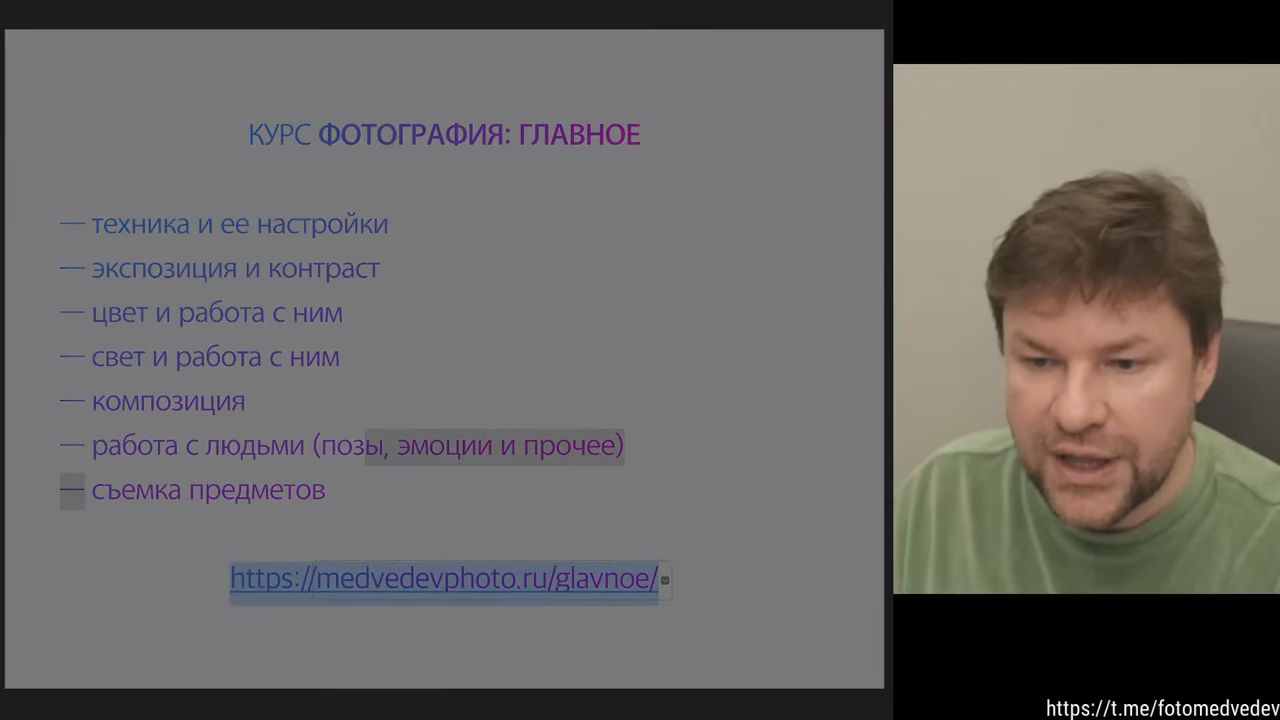 КУРС ФОТОГРАФИЯ: ГЛАВНОЕ
— техника и ее настройки
— экспозиция и контраст
— цвет и работа с ним
— свет и работа с ним
— композиция
— работа с людьми (позы, эмоции и прочее)
— съемка предметов
https://medvedevphoto.ru/glavnoe/
https://t.me/fotomedvedev